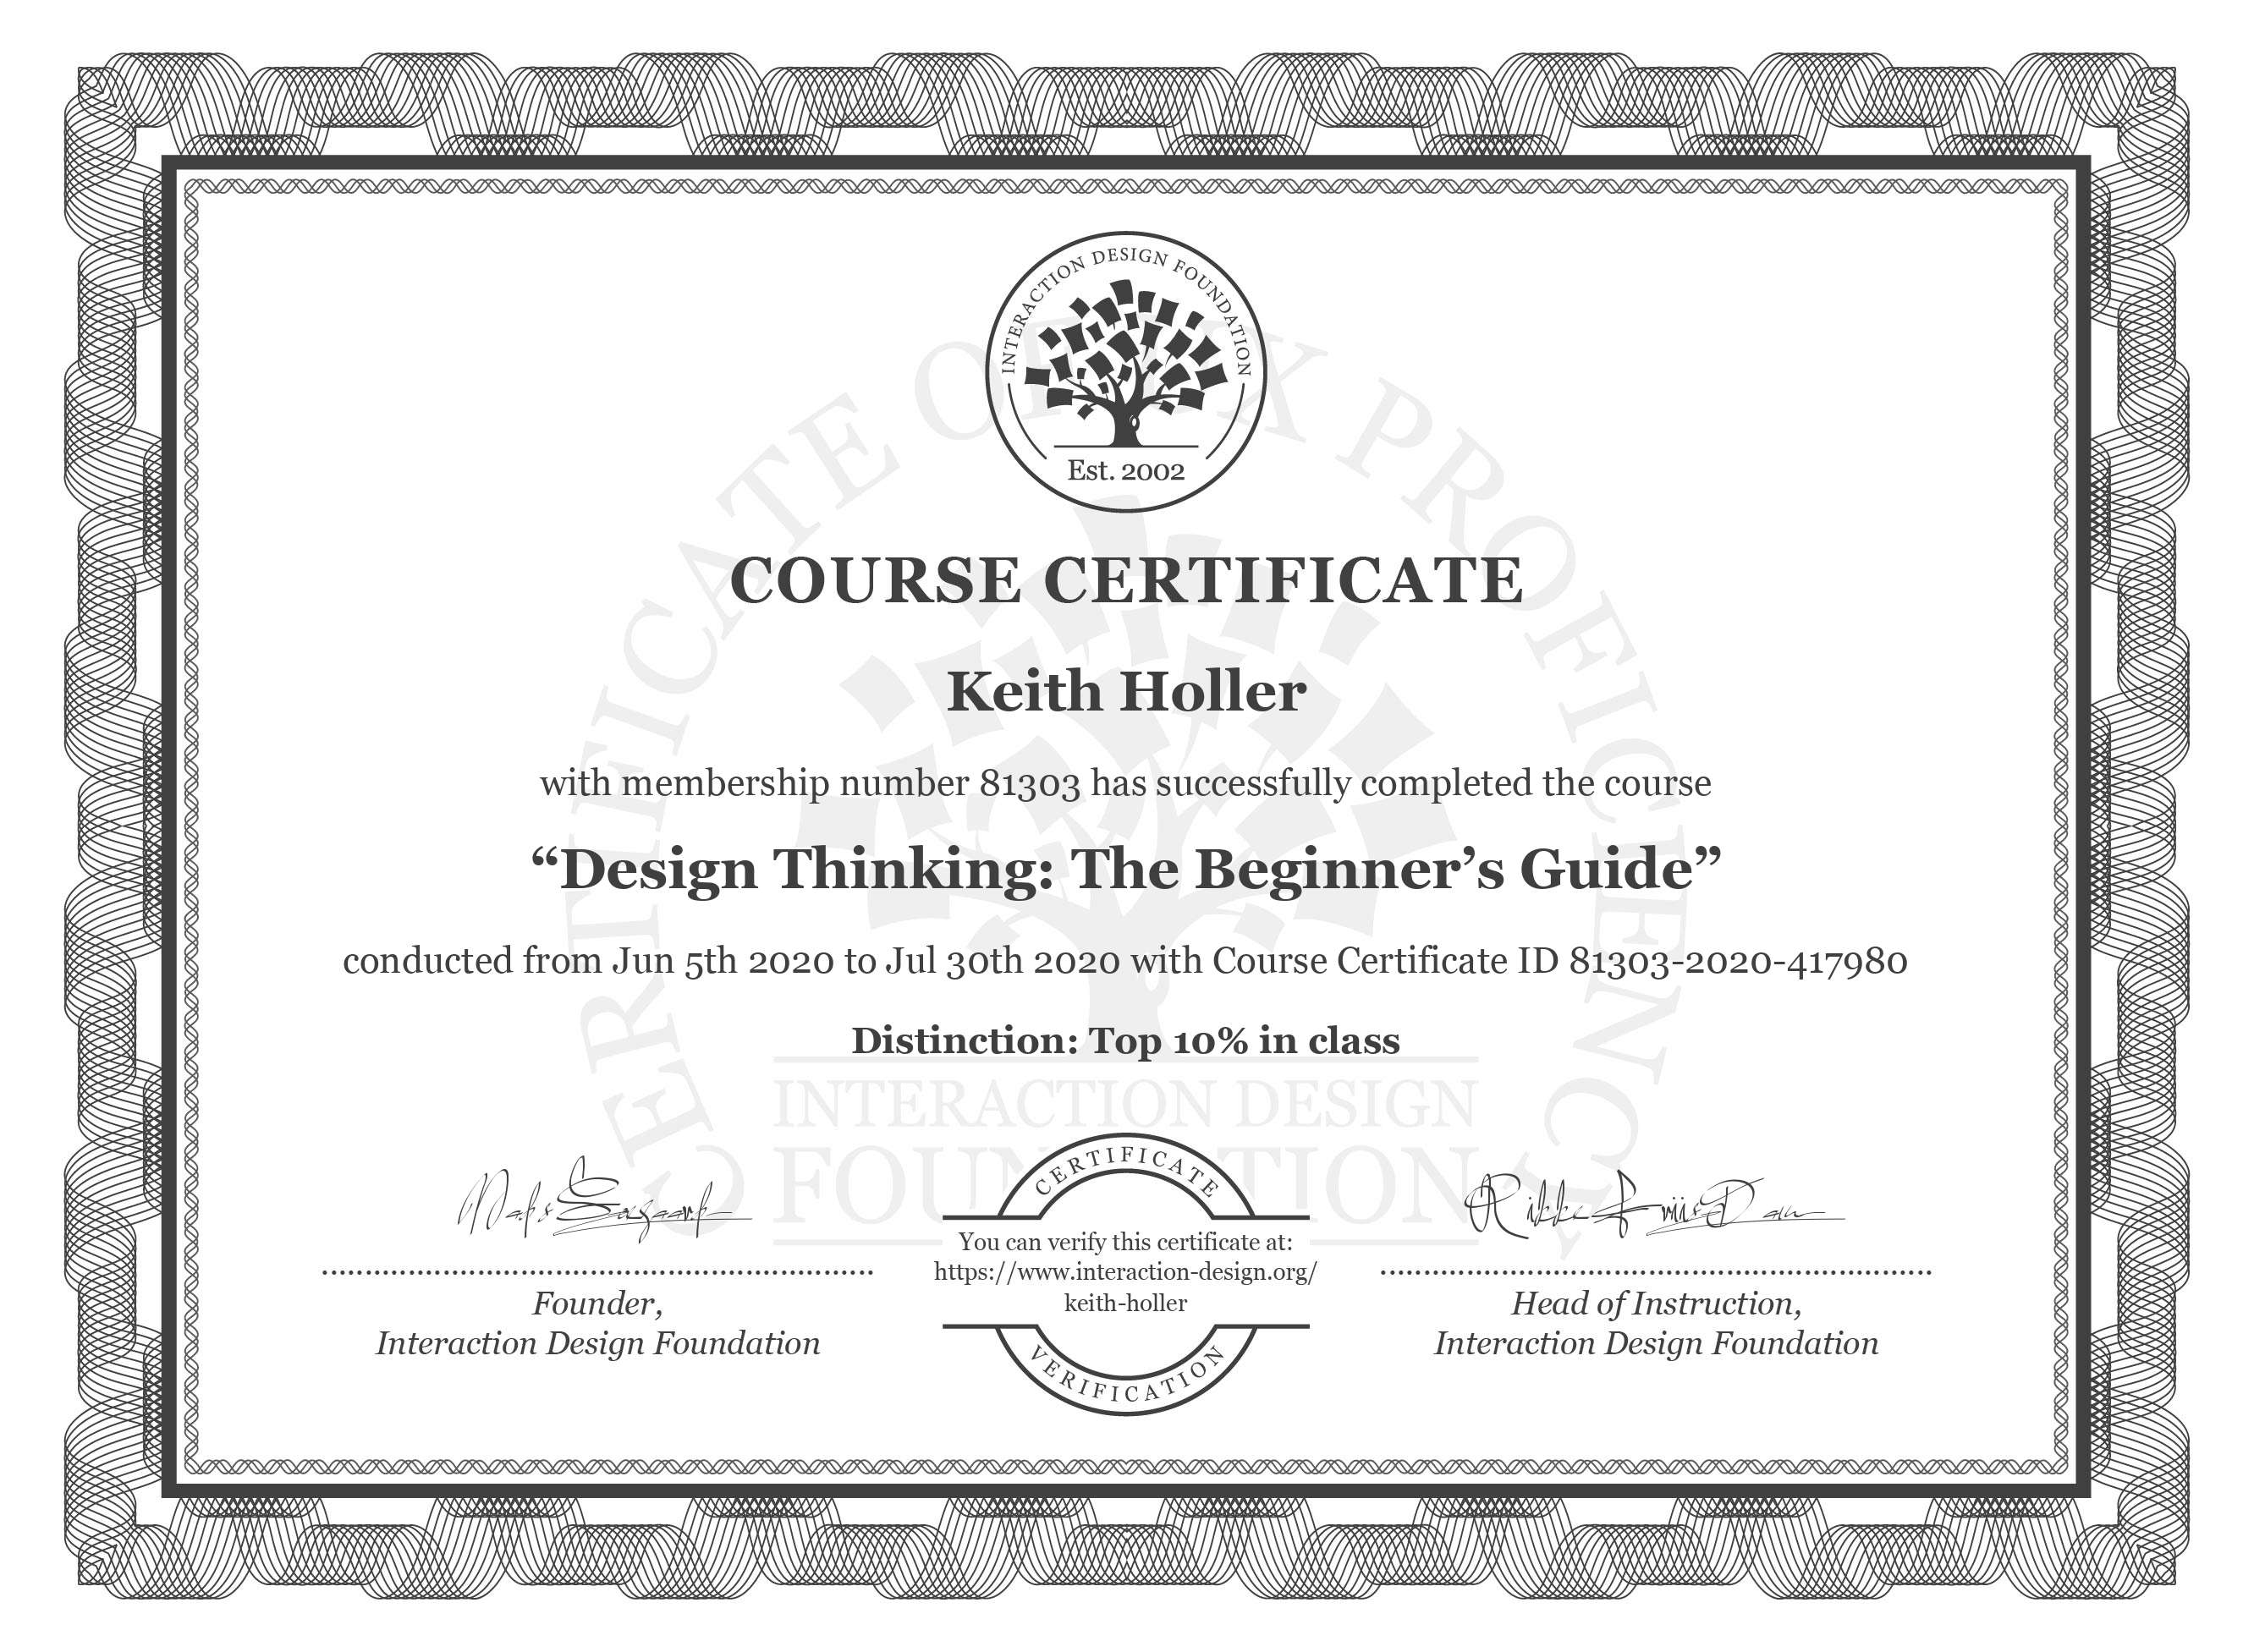 INTERACTION DESIGN FOUNDATION
Est. 2002
CERTIFICATE OF UX PROFICIENCY
COURSE CERTIFICATE
Keith Holler
with membership number 81303 has successfully completed the course
“Design Thinking: The Beginner’s Guide”
conducted from Jun 5th 2020 to Jul 30th 2020 with Course Certificate ID 81303-2020-417980
Distinction: Top 10% in class
INTERACTION DESIGN
FOUNDATION
CERTIFICATE
You can verify this certificate at:
https://www.interaction-design.org/
keith-holler
VERIFICATION
Founder,
Interaction Design Foundation
Rikke Friis Dam
Head of Instruction,
Interaction Design Foundation